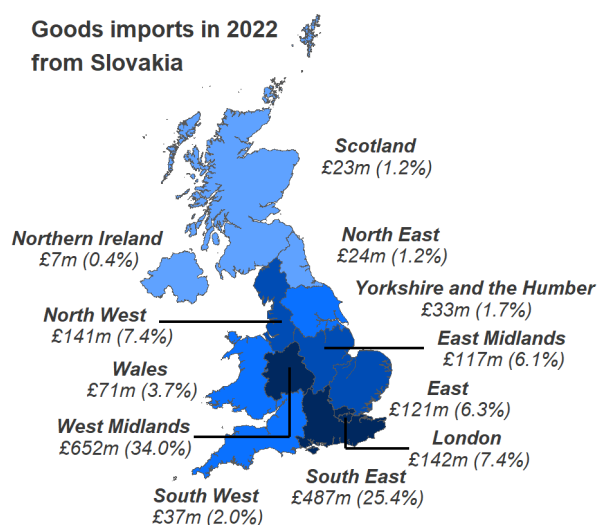 Goods imports in 2022
from Slovakia
Scotland
£23m (1.2%)
Northern Ireland
£7m (0.4%)
North East
£24m (1.2%)
Yorkshire and the Humber
£33m (1.7%)
North West
£141m (7.4%)
East Midlands
£117m (6.1%)
Wales
£71m (3.7%)
East
£121m (6.3%)
West Midlands
£652m (34.0%)
London
£142m (7.4%)
South East
£487m (25.4%)
South West
£37m (2.0%)